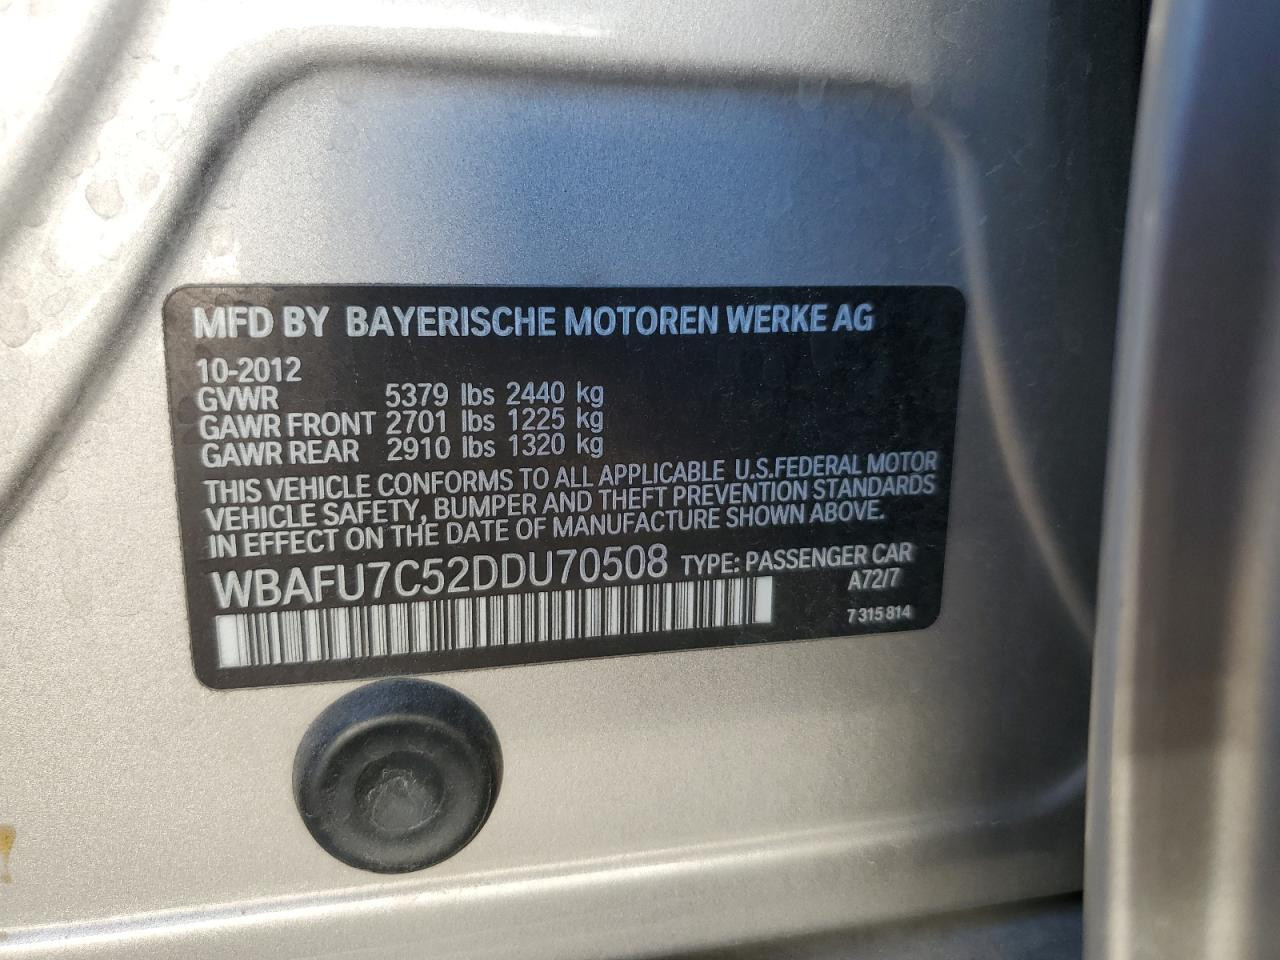 MFD BY BAYERISCHE MOTOREN WERKE AG
10-2012
GVWR 5379 lbs 2440 kg
GAWR FRONT 2701 lbs 1225 kg
GAWR REAR 2910 lbs 1320 kg
THIS VEHICLE CONFORMS TO ALL APPLICABLE U.S.FEDERAL MOTOR
VEHICLE SAFETY, BUMPER AND THEFT PREVENTION STANDARDS
IN EFFECT ON THE DATE OF MANUFACTURE SHOWN ABOVE.
WBAFU7C52DDU70508 TYPE: PASSENGER CAR
A72/7
7 315 814